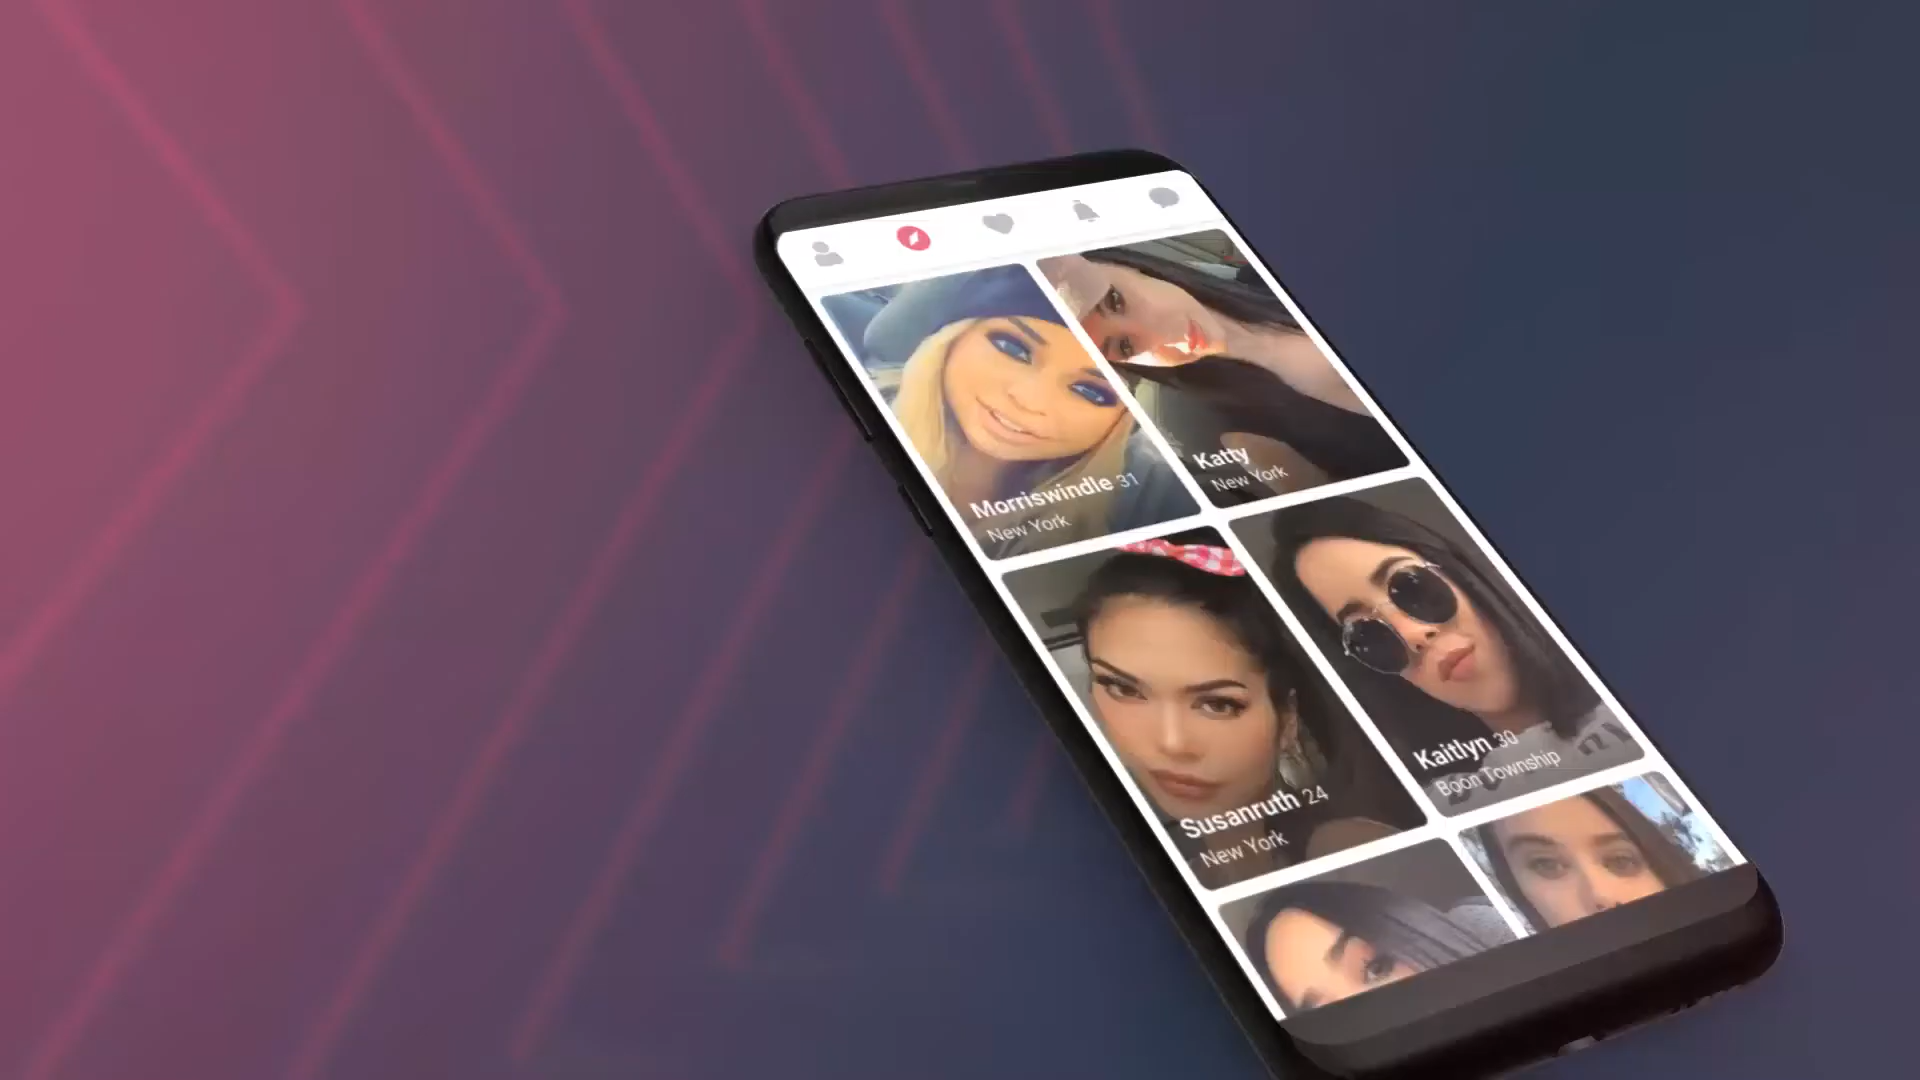 Morriswindle 31
New York
Katty
New York
Susanruth 24
New York
Kaitlyn 30
Boon Township